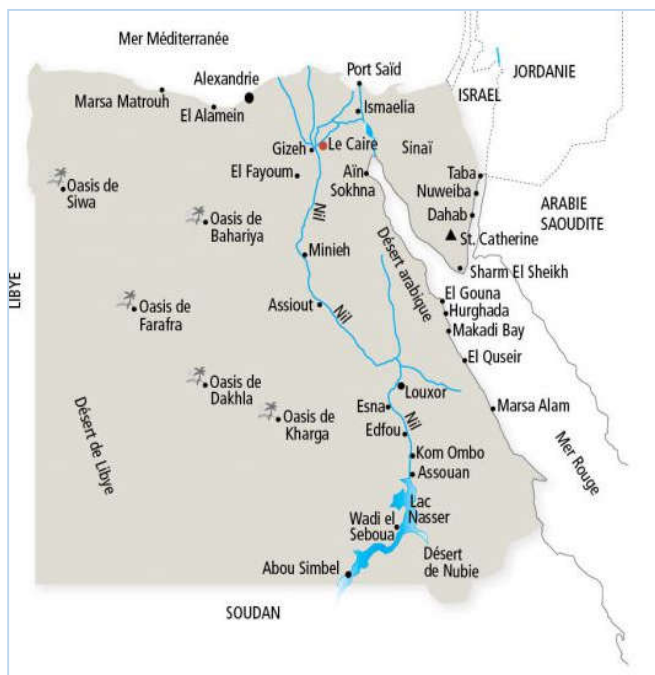 Mer Méditerranée
Port Saïd
JORDANIE
Alexandrie
ISRAEL
Marsa Matrouh
Ismaelia
El Alamein
Gizeh
Le Caire
Sinaï
El Fayoum
Aïn
Sokhna
Taba
Nuweiba
Oasis de
Siwa
ARABIE
SAOUDITE
Nil
Dahab
Oasis de
Bahariya
St. Catherine
Minieh
Désert arabique
Sharm El Sheikh
LIBYE
El Gouna
Hurghada
Oasis de
Farafra
Assiout
Nil
Makadi Bay
El Quseir
Oasis de
Dakhla
Louxor
Esna
Marsa Alam
Oasis de
Kharga
Nil
Edfou
Désert de Libye
Kom Ombo
Mer Rouge
Assouan
Lac
Nasser
Wadi el
Seboua
Désert
de Nubie
Abou Simbel
SOUDAN